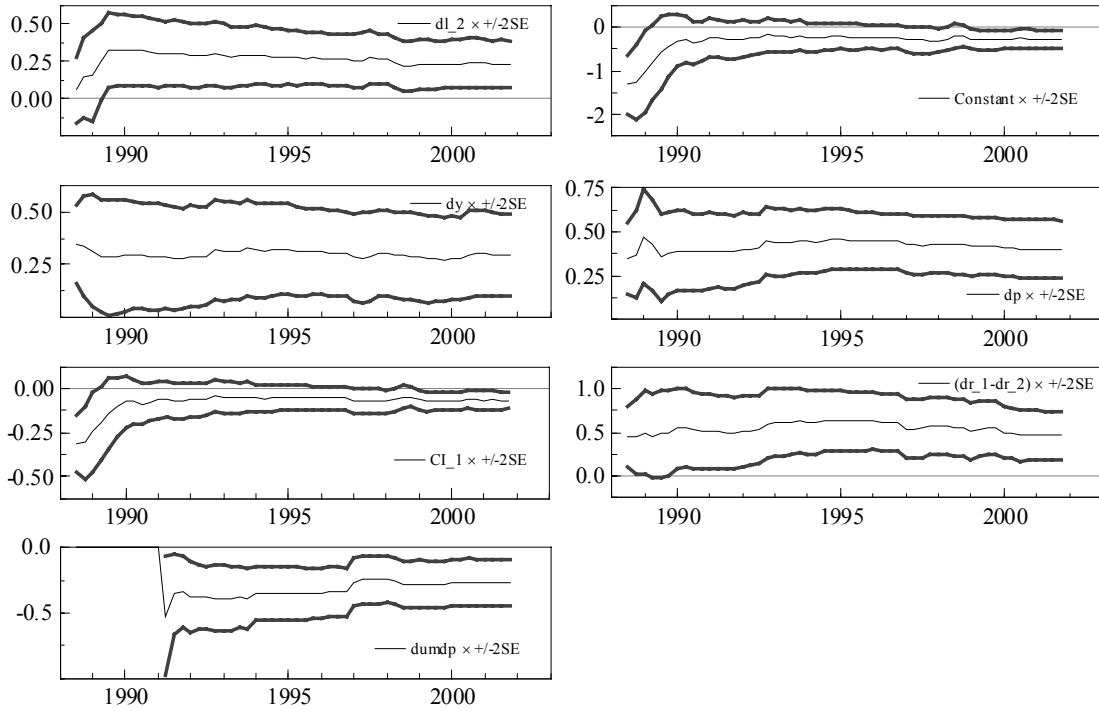 0.50
dl_2 × +/-2SE
0.25
0.00
1990 1995 2000
0
-1
Constant × +/-2SE
-2
1990 1995 2000
0.50
dy × +/-2SE
0.25
1990 1995 2000
0.75
0.50
0.25
dp × +/-2SE
1990 1995 2000
0.00
-0.25
CI_1 × +/-2SE
-0.50
1990 1995 2000
1.0
(dr_1-dr_2) × +/-2SE
0.5
0.0
1990 1995 2000
0.0
-0.5
dumdp × +/-2SE
1990 1995 2000